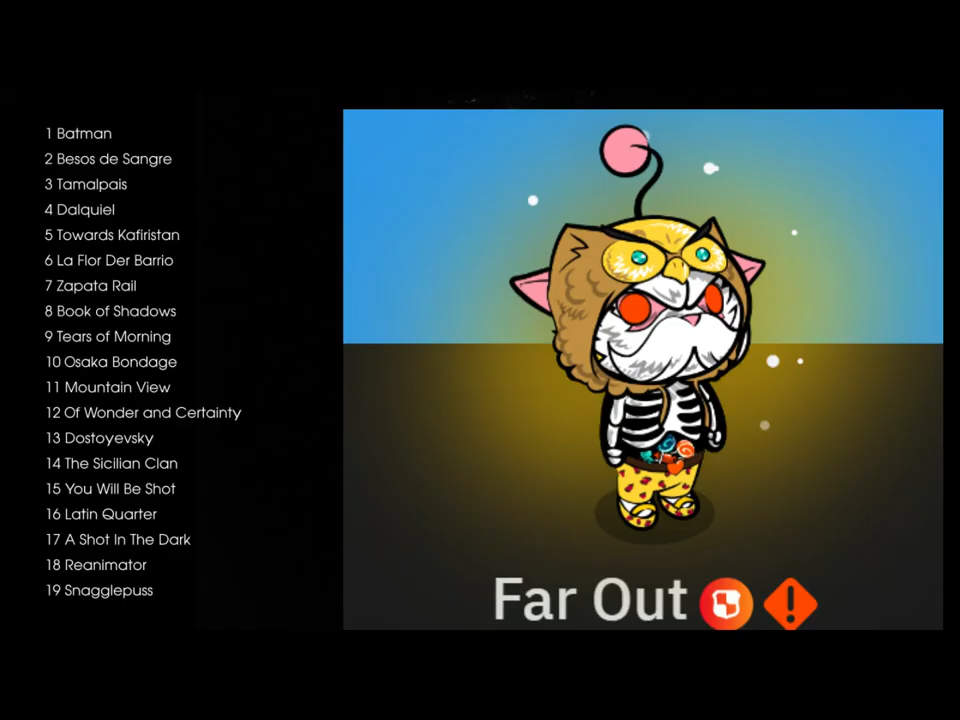 1 Batman
2 Besos de Sangre
3 Tamalpais
4 Dalquiel
5 Towards Kafiristan
6 La Flor Der Barrio
7 Zapata Rail
8 Book of Shadows
9 Tears of Morning
10 Osaka Bondage
11 Mountain View
12 Of Wonder and Certainty
13 Dostoyevsky
14 The Sicilian Clan
15 You Will Be Shot
16 Latin Quarter
17 A Shot In The Dark
18 Reanimator
19 Snagglepuss
Far Out